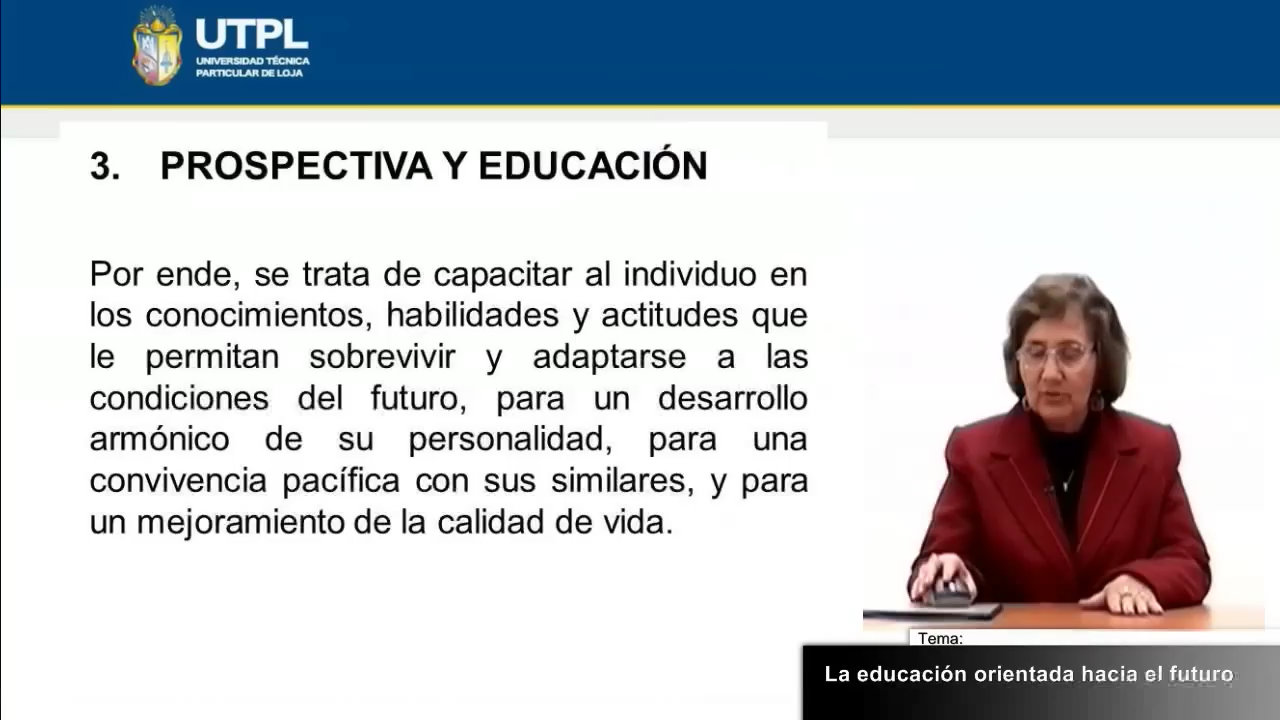 UTPL
UNIVERSIDAD TÉCNICA
PARTICULAR DE LOJA
3. PROSPECTIVA Y EDUCACIÓN
Por ende, se trata de capacitar al individuo en
los conocimientos, habilidades y actitudes que
le permitan sobrevivir y adaptarse a las
condiciones del futuro, para un desarrollo
armónico de su personalidad, para una
convivencia pacífica con sus similares, y para
un mejoramiento de la calidad de vida.
Tema:
La educación orientada hacia el futuro